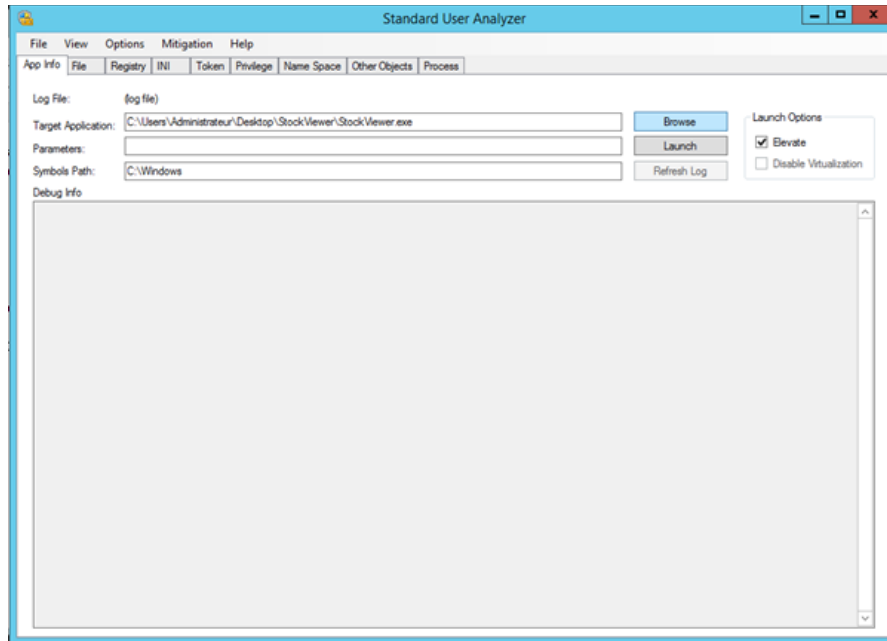 Standard User Analyzer
File View Options Mitigation Help
App Info File Registry INI Token Privilege Name Space Other Objects Process
Log File: (log file)
Target Application: C:\Users\Administrateur\Desktop\StockViewer\StockViewer.exe Browse
Parameters: Launch
Symbols Path: C:\Windows Refresh Log
Launch Options
Elevate
Disable Virtualization
Debug Info